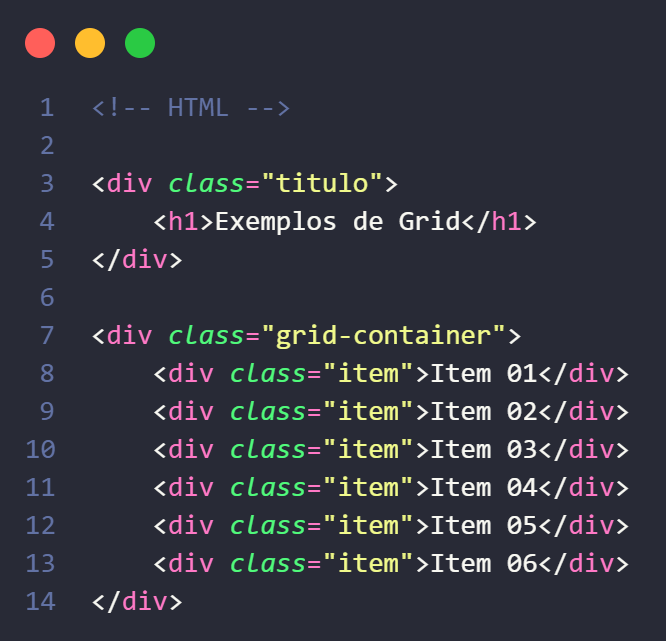 1 <!-- HTML -->
2
3 <div class="titulo">
4     <h1>Exemplos de Grid</h1>
5 </div>
6
7 <div class="grid-container">
8     <div class="item">Item 01</div>
9     <div class="item">Item 02</div>
10     <div class="item">Item 03</div>
11     <div class="item">Item 04</div>
12     <div class="item">Item 05</div>
13     <div class="item">Item 06</div>
14 </div>